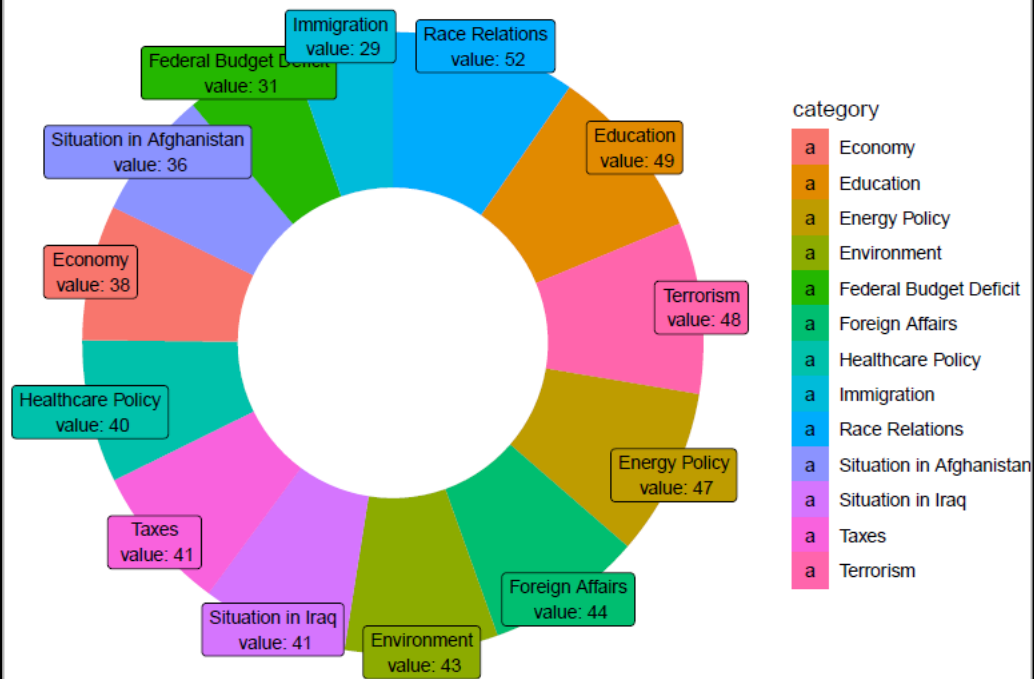 Immigration
value: 29
Race Relations
value: 52
Federal Budget Deficit
value: 31
Education
value: 49
Situation in Afghanistan
value: 36
Economy
value: 38
Terrorism
value: 48
Healthcare Policy
value: 40
Energy Policy
value: 47
Taxes
value: 41
Foreign Affairs
value: 44
Situation in Iraq
value: 41
Environment
value: 43
category
a Economy
a Education
a Energy Policy
a Environment
a Federal Budget Deficit
a Foreign Affairs
a Healthcare Policy
a Immigration
a Race Relations
a Situation in Afghanistan
a Situation in Iraq
a Taxes
a Terrorism